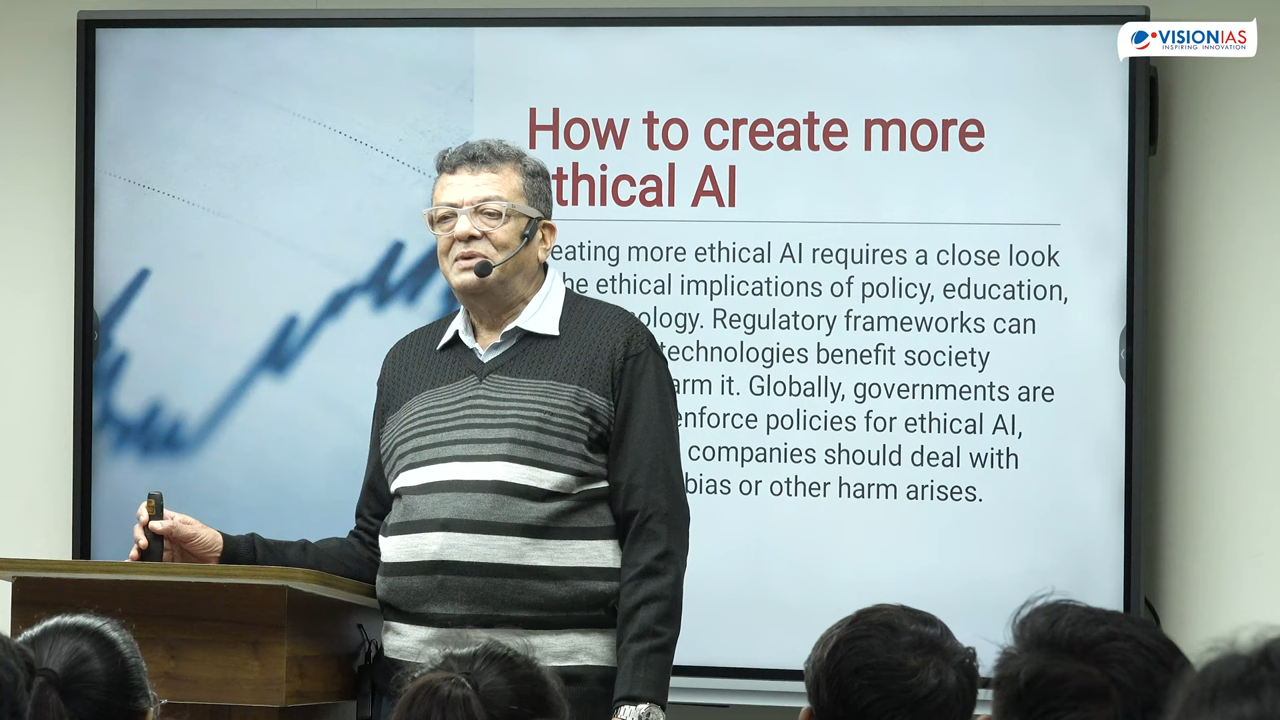 VISIONIAS
INSPIRING INNOVATION
How to create more
thical AI
eating more ethical AI requires a close look
he ethical implications of policy, education,
ology. Regulatory frameworks can
technologies benefit society
arm it. Globally, governments are
enforce policies for ethical AI,
companies should deal with
bias or other harm arises.